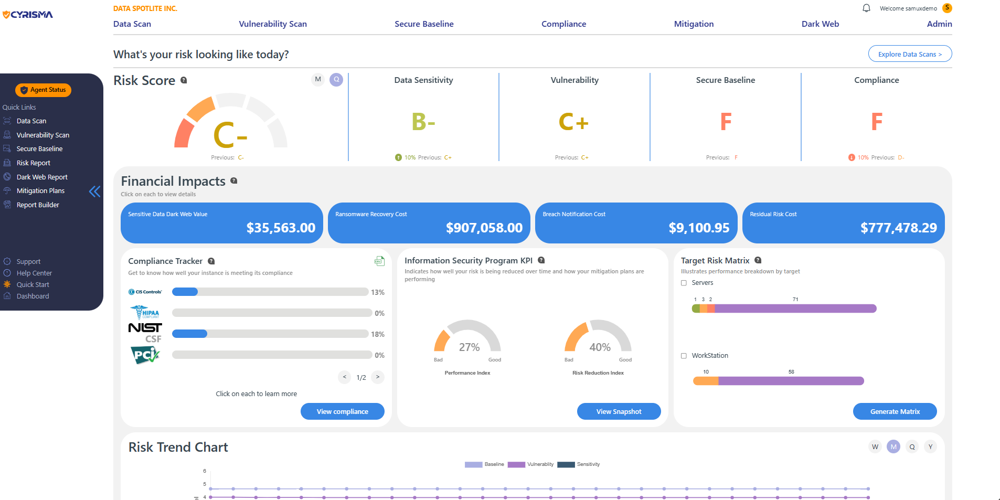 CYRISMA
DATA SPOTLITE INC.
Welcome samuxdemo S
Data Scan Vulnerability Scan Secure Baseline Compliance Mitigation Dark Web Admin
What's your risk looking like today?
Explore Data Scans >
Agent Status
Quick Links
Data Scan
Vulnerability Scan
Secure Baseline
Risk Report
Dark Web Report
Mitigation Plans
Report Builder
Support
Help Center
Quick Start
Dashboard
Risk Score ? M Q
C-
Previous: C-
Data Sensitivity
B-
10% Previous: C+
Vulnerability
C+
Previous: C+
Secure Baseline
F
Previous: F
Compliance
F
10% Previous: D-
Financial Impacts ?
Click on each to view details
Sensitive Data Dark Web Value
$35,563.00
Ransomware Recovery Cost
$907,058.00
Breach Notification Cost
$9,100.95
Residual Risk Cost
$777,478.29
Compliance Tracker ?
CSV
Get to know how well your instance is meeting its compliance
CIS Controls 13%
HIPAA
COMPLIANT
0%
NIST
CSF
18%
PCi
0%
< 1/2 >
Click on each to learn more
View compliance
Information Security Program KPI ?
Indicates how well your risk is being reduced over time and how your mitigation plans are
performing
27%
Bad Good
Performance Index
40%
Bad Good
Risk Reduction Index
View Snapshot
Target Risk Matrix ?
Illustrates performance breakdown by target
Servers
1 3 2 71
WorkStation
10 58
Generate Matrix
Risk Trend Chart
W M Q Y
Baseline Vulnerablity Sensitivity
6
5
4